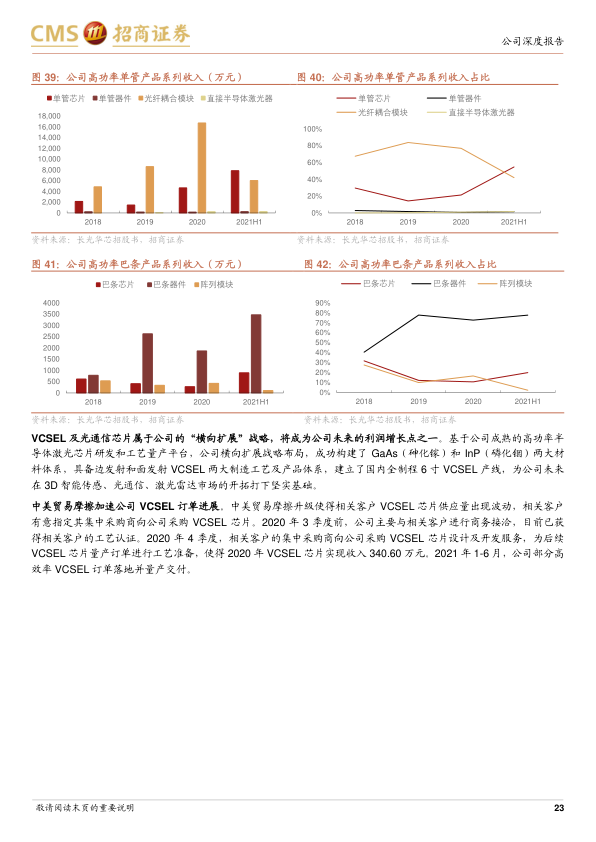 CMS 招商证券
公司深度报告
图 39：公司高功率单管产品系列收入（万元）
单管芯片 单管器件 光纤耦合模块 直接半导体激光器
18,000
16,000
14,000
12,000
10,000
8,000
6,000
4,000
2,000
0
2018 2019 2020 2021H1
资料来源：长光华芯招股书、招商证券
图 40：公司高功率单管产品系列收入占比
单管芯片 单管器件
光纤耦合模块 直接半导体激光器
100%
80%
60%
40%
20%
0%
2018 2019 2020 2021H1
资料来源：长光华芯招股书、招商证券
图 41：公司高功率巴条产品系列收入（万元）
巴条芯片 巴条器件 阵列模块
4000
3500
3000
2500
2000
1500
1000
500
0
2018 2019 2020 2021H1
资料来源：长光华芯招股书、招商证券
图 42：公司高功率巴条产品系列收入占比
巴条芯片 巴条器件 阵列模块
90%
80%
70%
60%
50%
40%
30%
20%
10%
0%
2018 2019 2020 2021H1
资料来源：长光华芯招股书、招商证券
VCSEL 及光通信芯片属于公司的“横向扩展”战略，将成为公司未来的利润增长点之一。基于公司成熟的高功率半
导体激光芯片研发和工艺量产平台，公司横向扩展战略布局，成功构建了 GaAs（砷化镓）和 InP（磷化铟）两大材
料体系，具备边发射和面发射 VCSEL 两大制造工艺及产品体系，建立了国内全制程 6 寸 VCSEL 产线，为公司未来
在 3D 智能传感、光通信、激光雷达市场的开拓打下坚实基础。
中美贸易摩擦加速公司 VCSEL 订单进展。中美贸易摩擦升级使得相关客户 VCSEL 芯片供应量出现波动，相关客户
有意指定其集中采购商向公司采购 VCSEL 芯片。2020 年 3 季度前，公司主要与相关客户进行商务接洽，目前已获
得相关客户的工艺认证。2020 年 4 季度，相关客户的集中采购商向公司采购 VCSEL 芯片设计及开发服务，为后续
VCSEL 芯片量产订单进行工艺准备，使得 2020 年 VCSEL 芯片实现收入 340.60 万元。2021 年 1-6 月，公司部分高
效率 VCSEL 订单落地并量产交付。
敬请阅读末页的重要说明
23